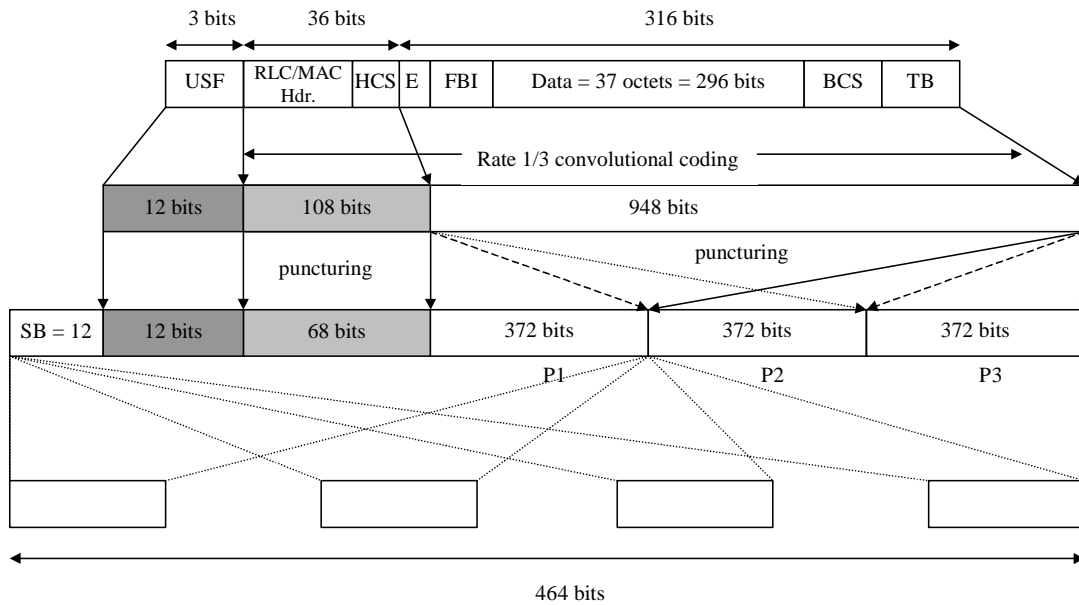 3 bits
36 bits
316 bits
USF
RLC/MAC
Hdr.
HCS
E
FBI
Data = 37 octets = 296 bits
BCS
TB
Rate 1/3 convolutional coding
12 bits
108 bits
948 bits
puncturing
puncturing
SB = 12
12 bits
68 bits
372 bits
372 bits
372 bits
P1
P2
P3
464 bits